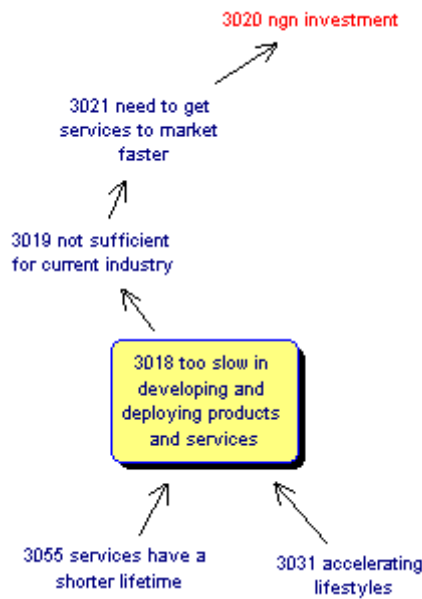 3020 ngn investment
3021 need to get
services to market
faster
3019 not sufficient
for current industry
3018 too slow in
developing and
deploying products
and services
3055 services have a
shorter lifetime
3031 accelerating
lifestyles